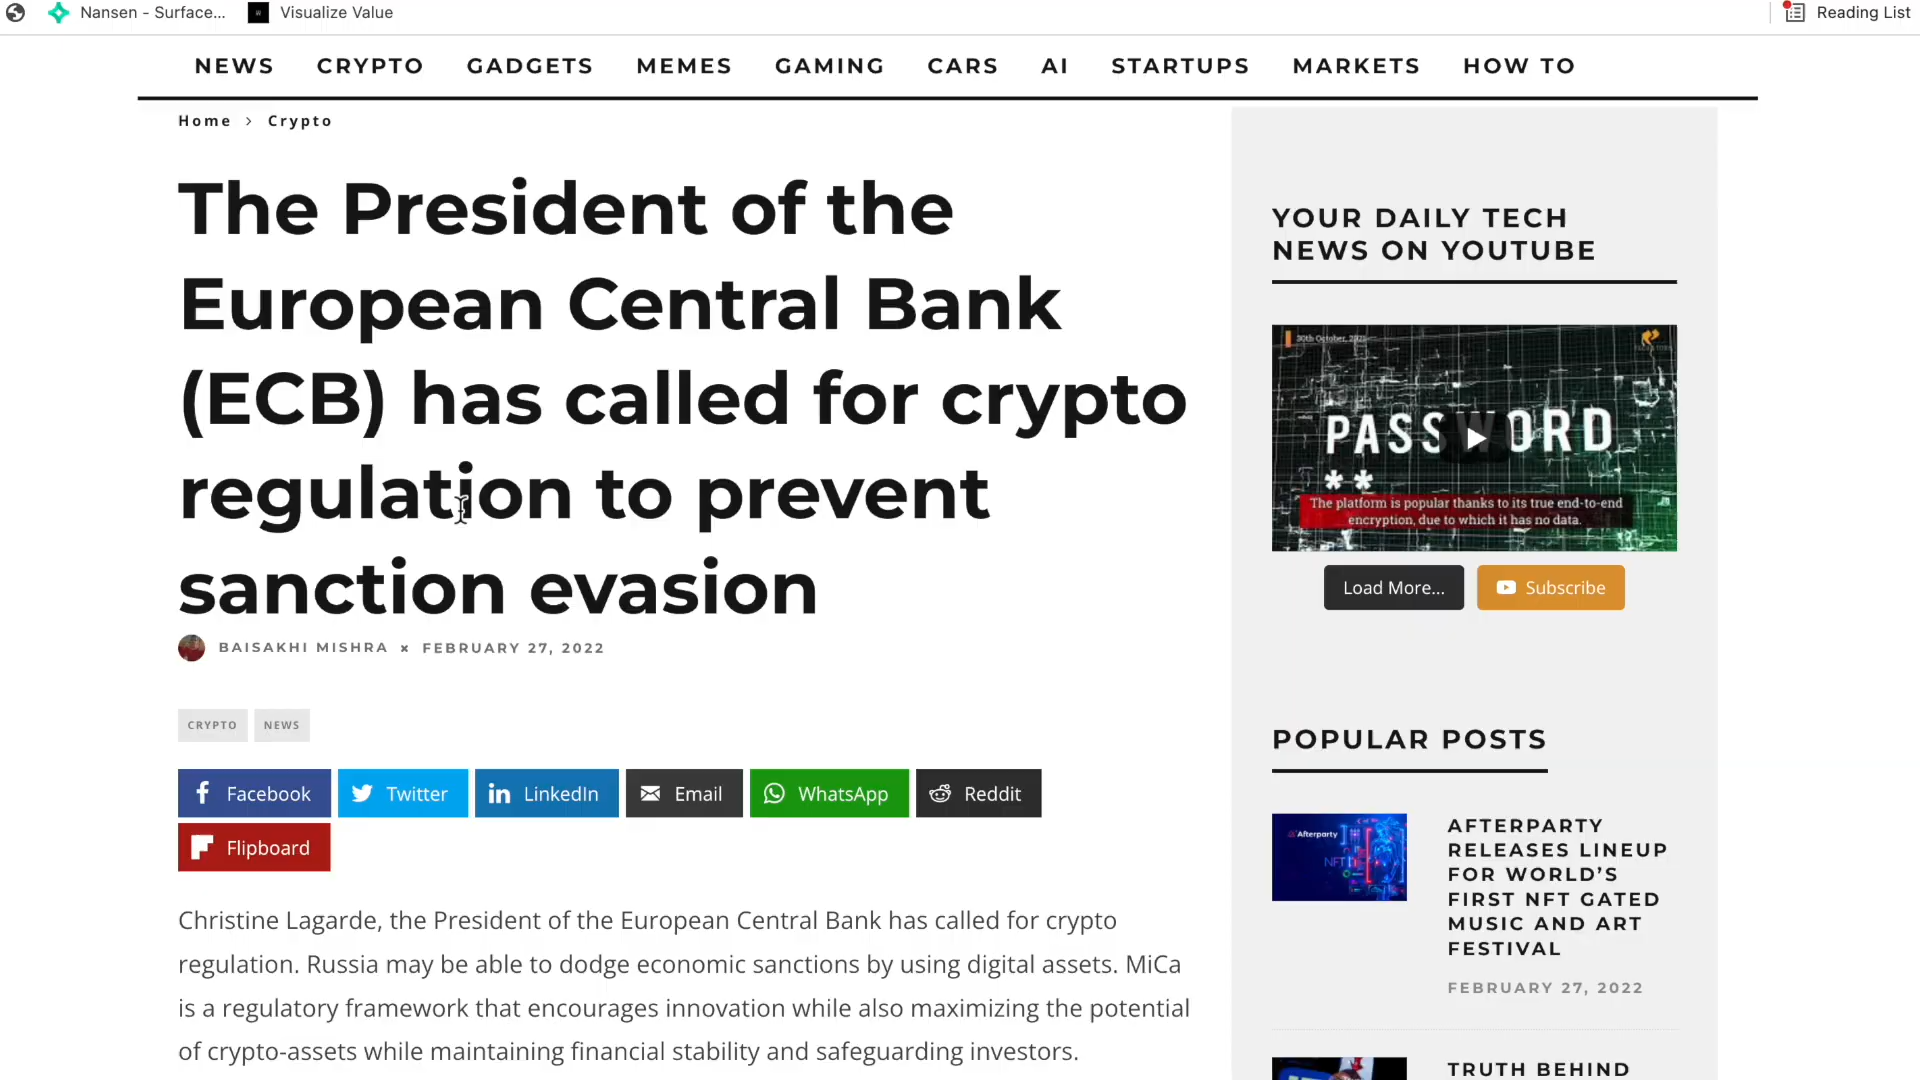 Nansen - Surface...
Visualize Value
Reading List
NEWS CRYPTO GADGETS MEMES GAMING CARS AI STARTUPS MARKETS HOW TO
Home > Crypto
The President of the
European Central Bank
(ECB) has called for crypto
regulation to prevent
sanction evasion
BAISAKHI MISHRA × FEBRUARY 27, 2022
CRYPTO NEWS
Facebook Twitter LinkedIn Email WhatsApp Reddit
Flipboard
Christine Lagarde, the President of the European Central Bank has called for crypto
regulation. Russia may be able to dodge economic sanctions by using digital assets. MiCa
is a regulatory framework that encourages innovation while also maximizing the potential
of crypto-assets while maintaining financial stability and safeguarding investors.
YOUR DAILY TECH
NEWS ON YOUTUBE
30th October,
PASSWORD
**
The platform is popular thanks to its true end-to-end
encryption, due to which it has no data.
Load More...
Subscribe
POPULAR POSTS
Afterparty
NFT
AFTERPARTY
RELEASES LINEUP
FOR WORLD'S
FIRST NFT GATED
MUSIC AND ART
FESTIVAL
FEBRUARY 27, 2022
TRUTH BEHIND